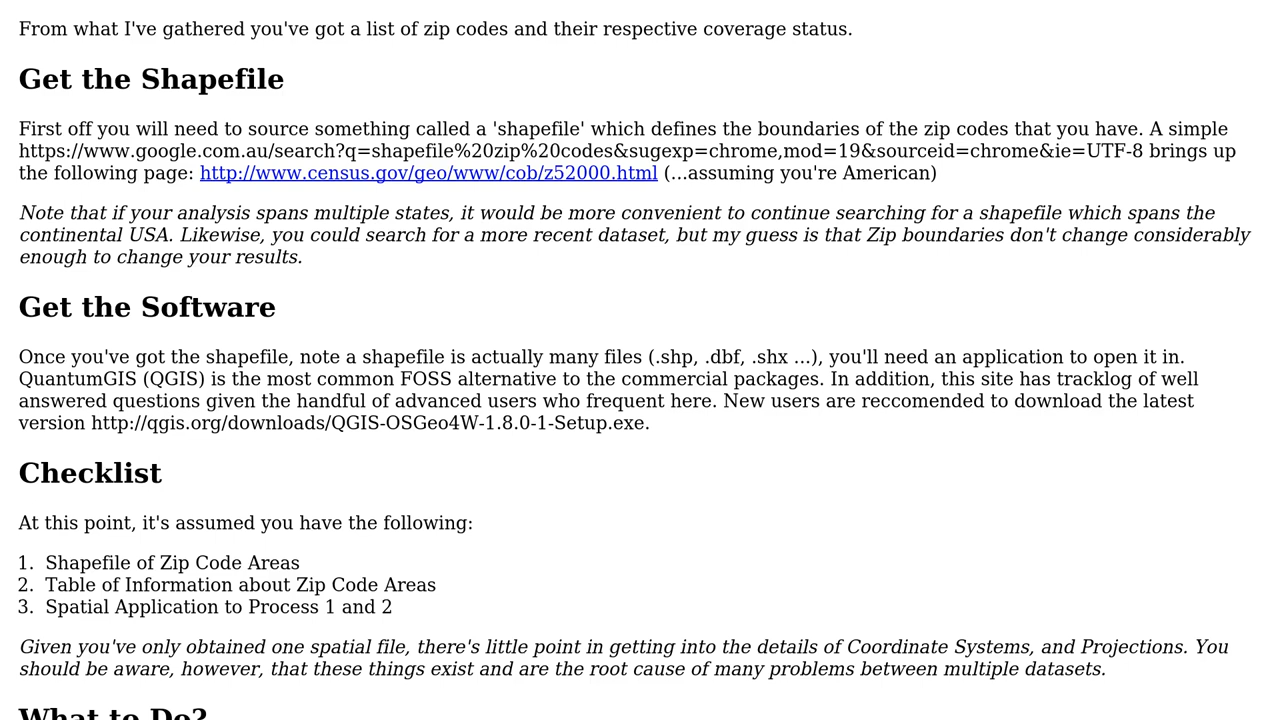 From what I've gathered you've got a list of zip codes and their respective coverage status.
Get the Shapefile
First off you will need to source something called a 'shapefile' which defines the boundaries of the zip codes that you have. A simple
https://www.google.com.au/search?q=shapefile%20zip%20codes&sugexp=chrome,mod=19&sourceid=chrome&ie=UTF-8 brings up
the following page: http://www.census.gov/geo/www/cob/z52000.html (...assuming you're American)
Note that if your analysis spans multiple states, it would be more convenient to continue searching for a shapefile which spans the
continental USA. Likewise, you could search for a more recent dataset, but my guess is that Zip boundaries don't change considerably
enough to change your results.
Get the Software
Once you've got the shapefile, note a shapefile is actually many files (.shp, .dbf, .shx ...), you'll need an application to open it in.
QuantumGIS (QGIS) is the most common FOSS alternative to the commercial packages. In addition, this site has tracklog of well
answered questions given the handful of advanced users who frequent here. New users are reccomended to download the latest
version http://qgis.org/downloads/QGIS-OSGeo4W-1.8.0-1-Setup.exe.
Checklist
At this point, it's assumed you have the following:
1. Shapefile of Zip Code Areas
2. Table of Information about Zip Code Areas
3. Spatial Application to Process 1 and 2
Given you've only obtained one spatial file, there's little point in getting into the details of Coordinate Systems, and Projections. You
should be aware, however, that these things exist and are the root cause of many problems between multiple datasets.
What to Do?